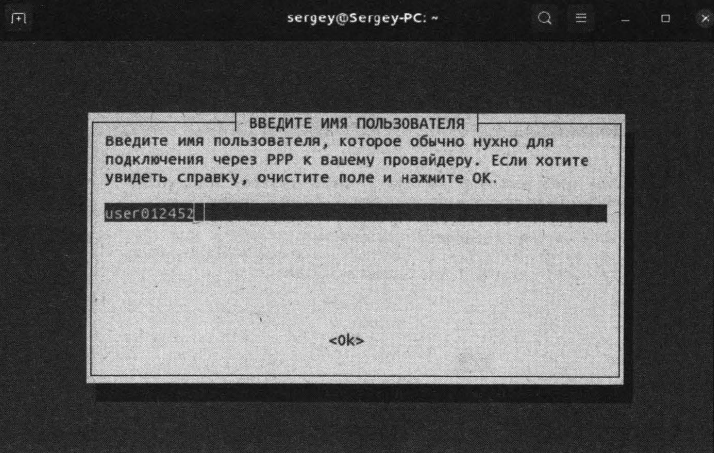 sergey@Sergey-PC: ~
ВВЕДИТЕ ИМЯ ПОЛЬЗОВАТЕЛЯ
Введите имя пользователя, которое обычно нужно для
подключения через PPP к вашему провайдеру. Если хотите
увидеть справку, очистите поле и нажмите OK.
user012452
<Ok>